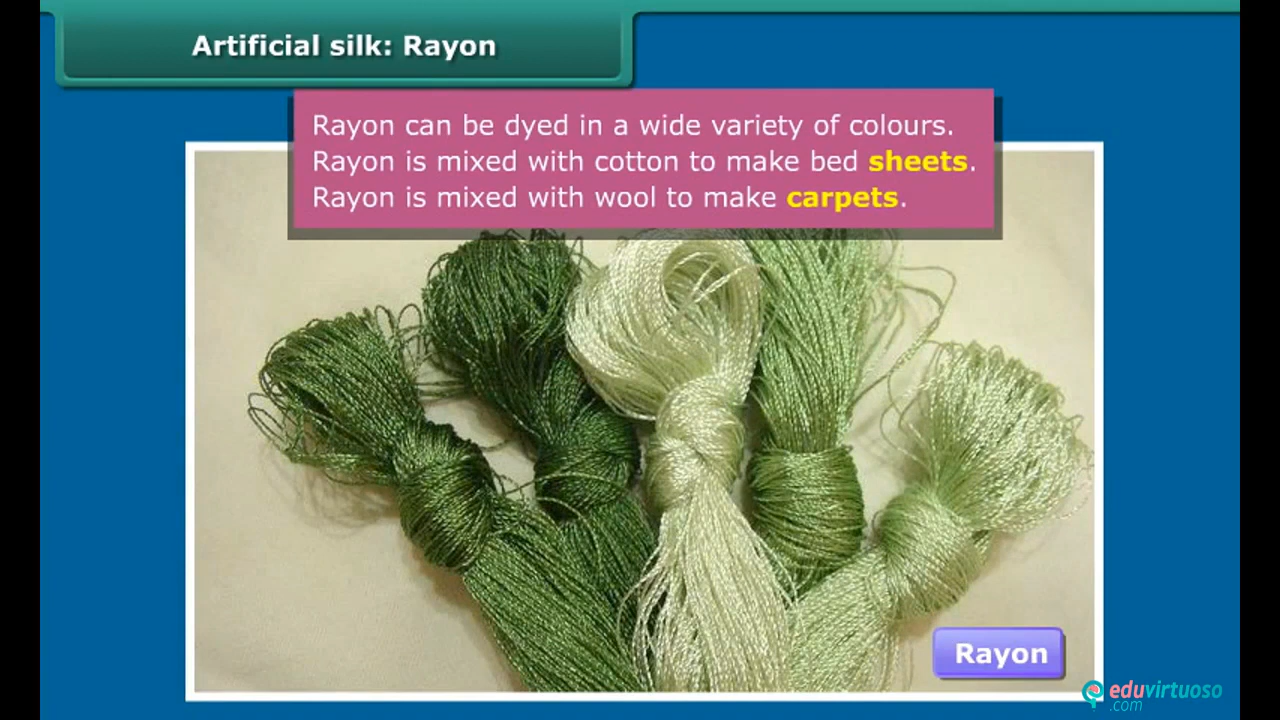 Artificial silk: Rayon
Rayon can be dyed in a wide variety of colours.
Rayon is mixed with cotton to make bed sheets.
Rayon is mixed with wool to make carpets.
Rayon
eduvirtuoso
.com